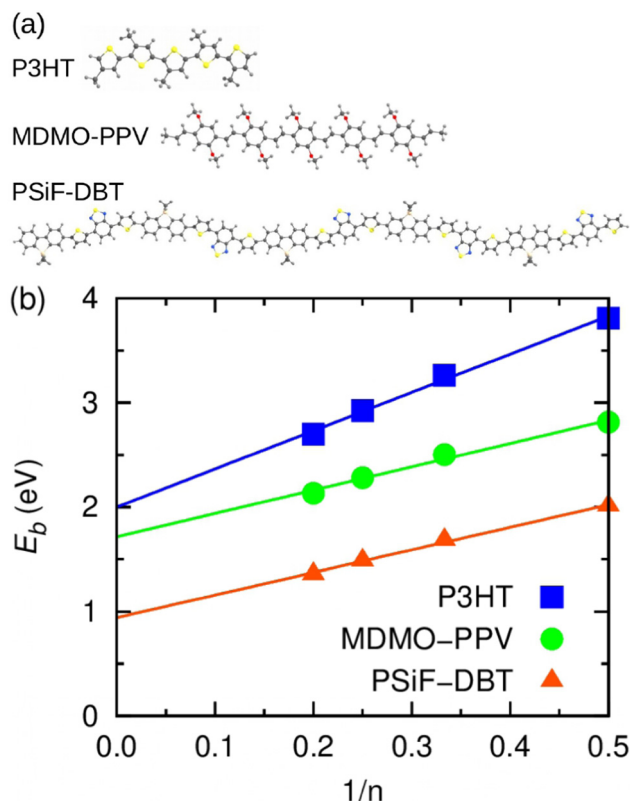 (a)
P3HT
MDMO-PPV
PSiF-DBT
(b)
4
3
2
1
0
E_b (eV)
P3HT
MDMO–PPV
PSiF–DBT
0.0 0.1 0.2 0.3 0.4 0.5
1/n